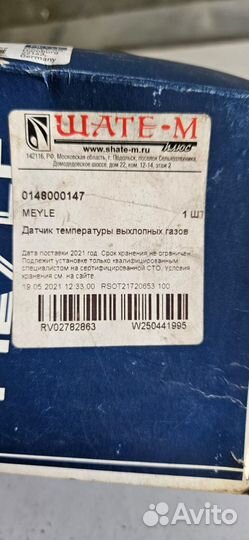 Germany
ШАТЕ-М
плюс
www.shate-m.ru
142116, РФ, Московская область, г. Подольск, поселок Сельхозтехника,
Домодедовское шоссе, дом 22, ком. 12-14, этаж 2
0148000147
MEYLE
1 ШТ
Датчик температуры выхлопных газов
Дата поставки 2021 год. Срок хранения не ограничен.
Подлежит установке только квалифицированным
специалистом на сертифицированной СТО. Условия
хранения см. на сайте.
19.05.2021 12:33:00 RSOT21720653 100
RV02782863 W250441995
Avito